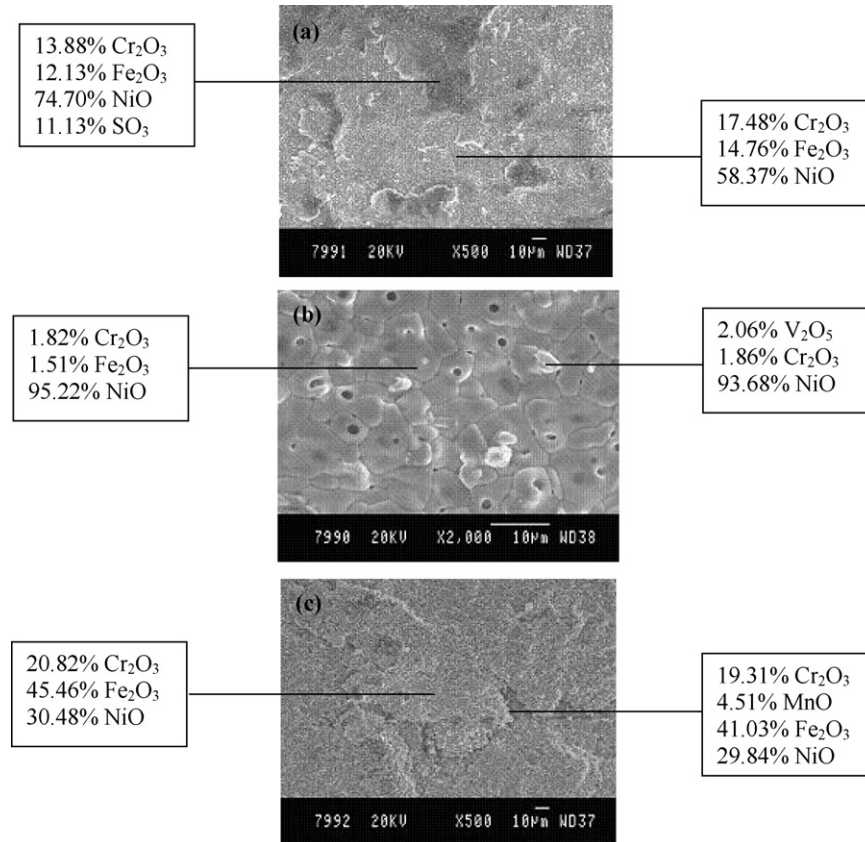 (a)
13.88% Cr₂O₃
12.13% Fe₂O₃
74.70% NiO
11.13% SO₃
17.48% Cr₂O₃
14.76% Fe₂O₃
58.37% NiO
7991 20KV X500 10μm WD37
(b)
1.82% Cr₂O₃
1.51% Fe₂O₃
95.22% NiO
2.06% V₂O₅
1.86% Cr₂O₃
93.68% NiO
7990 20KV X2,000 10μm WD38
(c)
20.82% Cr₂O₃
45.46% Fe₂O₃
30.48% NiO
19.31% Cr₂O₃
4.51% MnO
41.03% Fe₂O₃
29.84% NiO
7992 20KV X500 10μm WD37